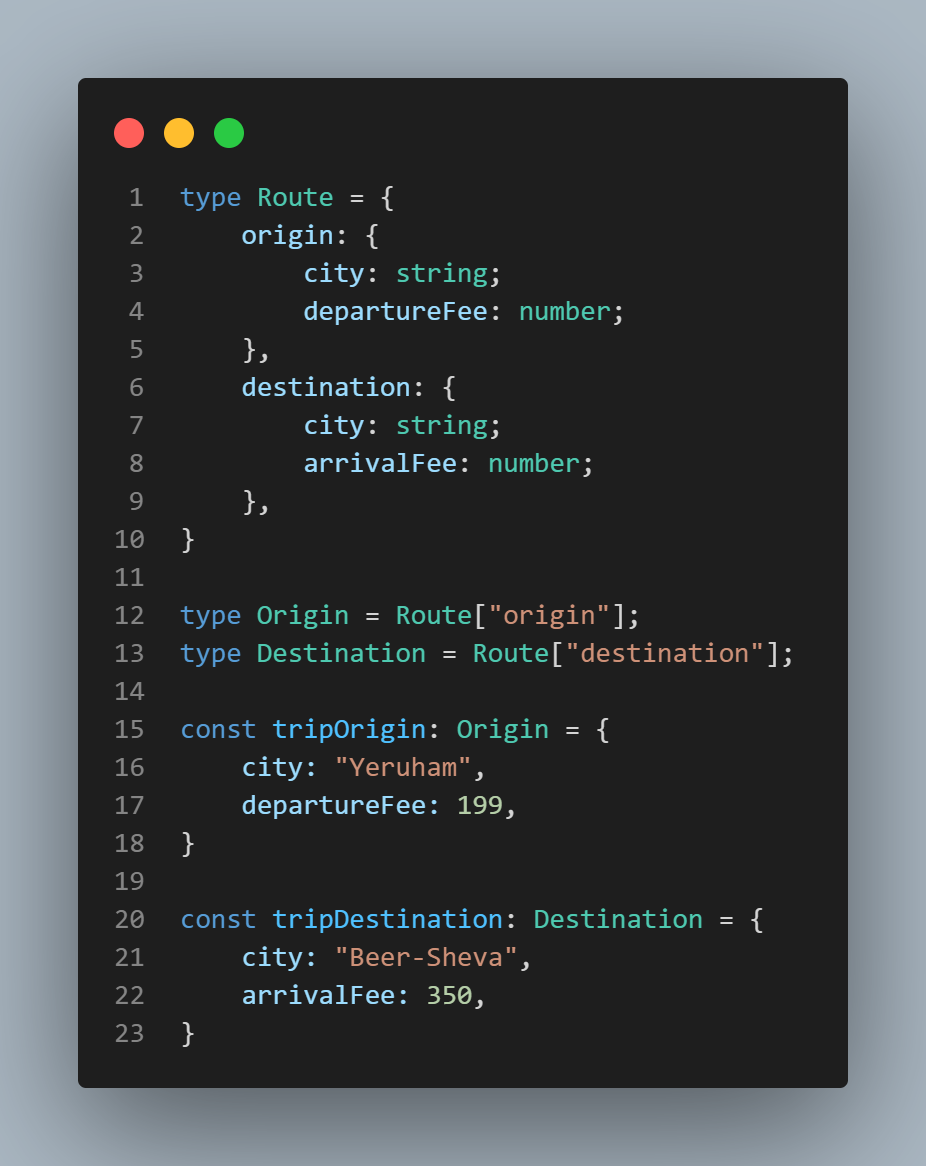 1 type Route = {
2     origin: {
3         city: string;
4         departureFee: number;
5     },
6     destination: {
7         city: string;
8         arrivalFee: number;
9     },
10 }
11
12 type Origin = Route["origin"];
13 type Destination = Route["destination"];
14
15 const tripOrigin: Origin = {
16     city: "Yeruham",
17     departureFee: 199,
18 }
19
20 const tripDestination: Destination = {
21     city: "Beer-Sheva",
22     arrivalFee: 350,
23 }